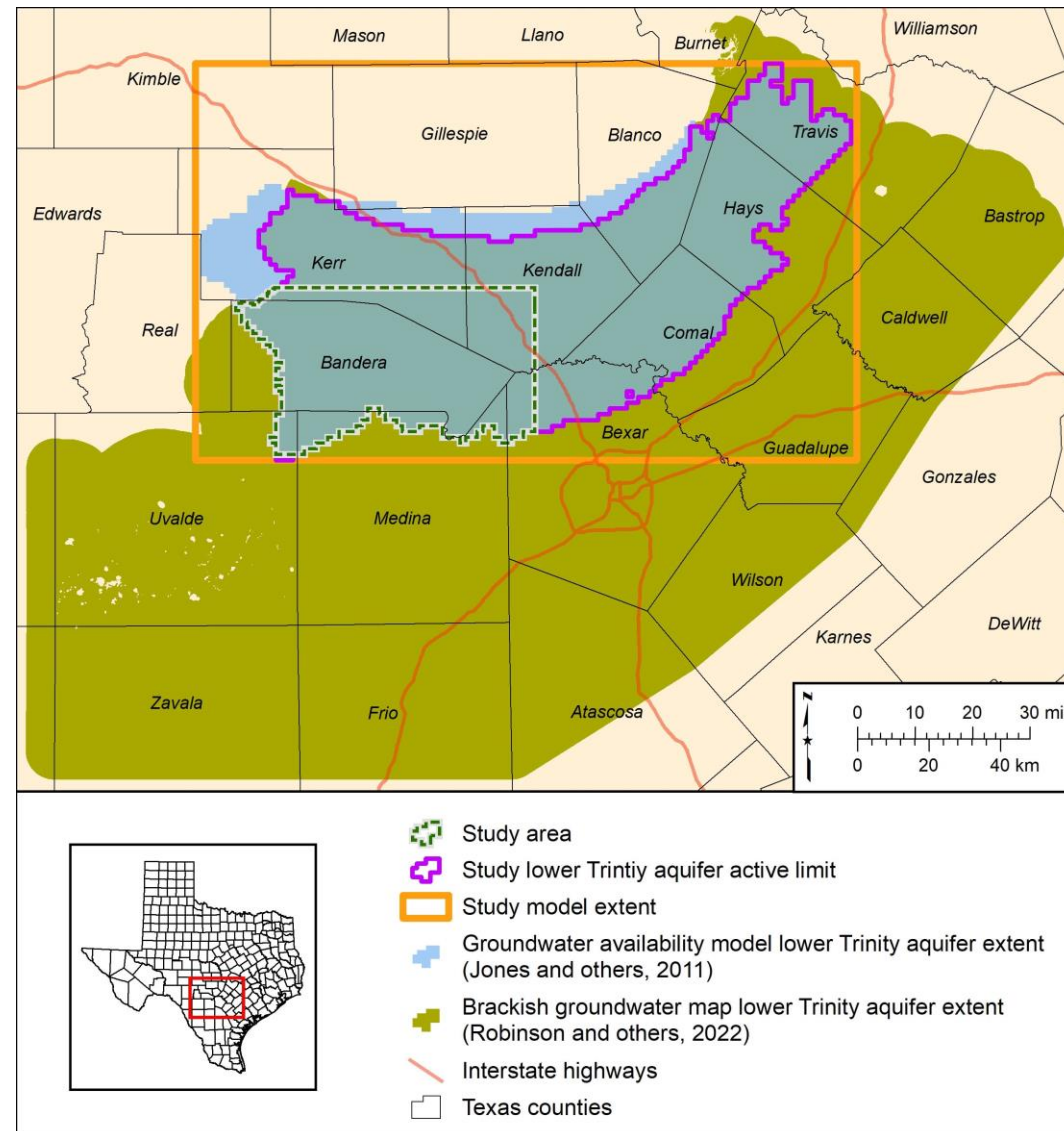 Mason
Llano
Burnet
Williamson
Kimble
Gillespie
Blanco
Travis
Edwards
Hays
Bastrop
Kerr
Kendall
Real
Comal
Caldwell
Bandera
Bexar
Guadalupe
Gonzales
Uvalde
Medina
Wilson
Karnes
DeWitt
Zavala
Frio
Atascosa
N
0 10 20 30 mi
0 20 40 km
Study area
Study lower Trintiy aquifer active limit
Study model extent
Groundwater availability model lower Trinity aquifer extent
(Jones and others, 2011)
Brackish groundwater map lower Trinity aquifer extent
(Robinson and others, 2022)
Interstate highways
Texas counties